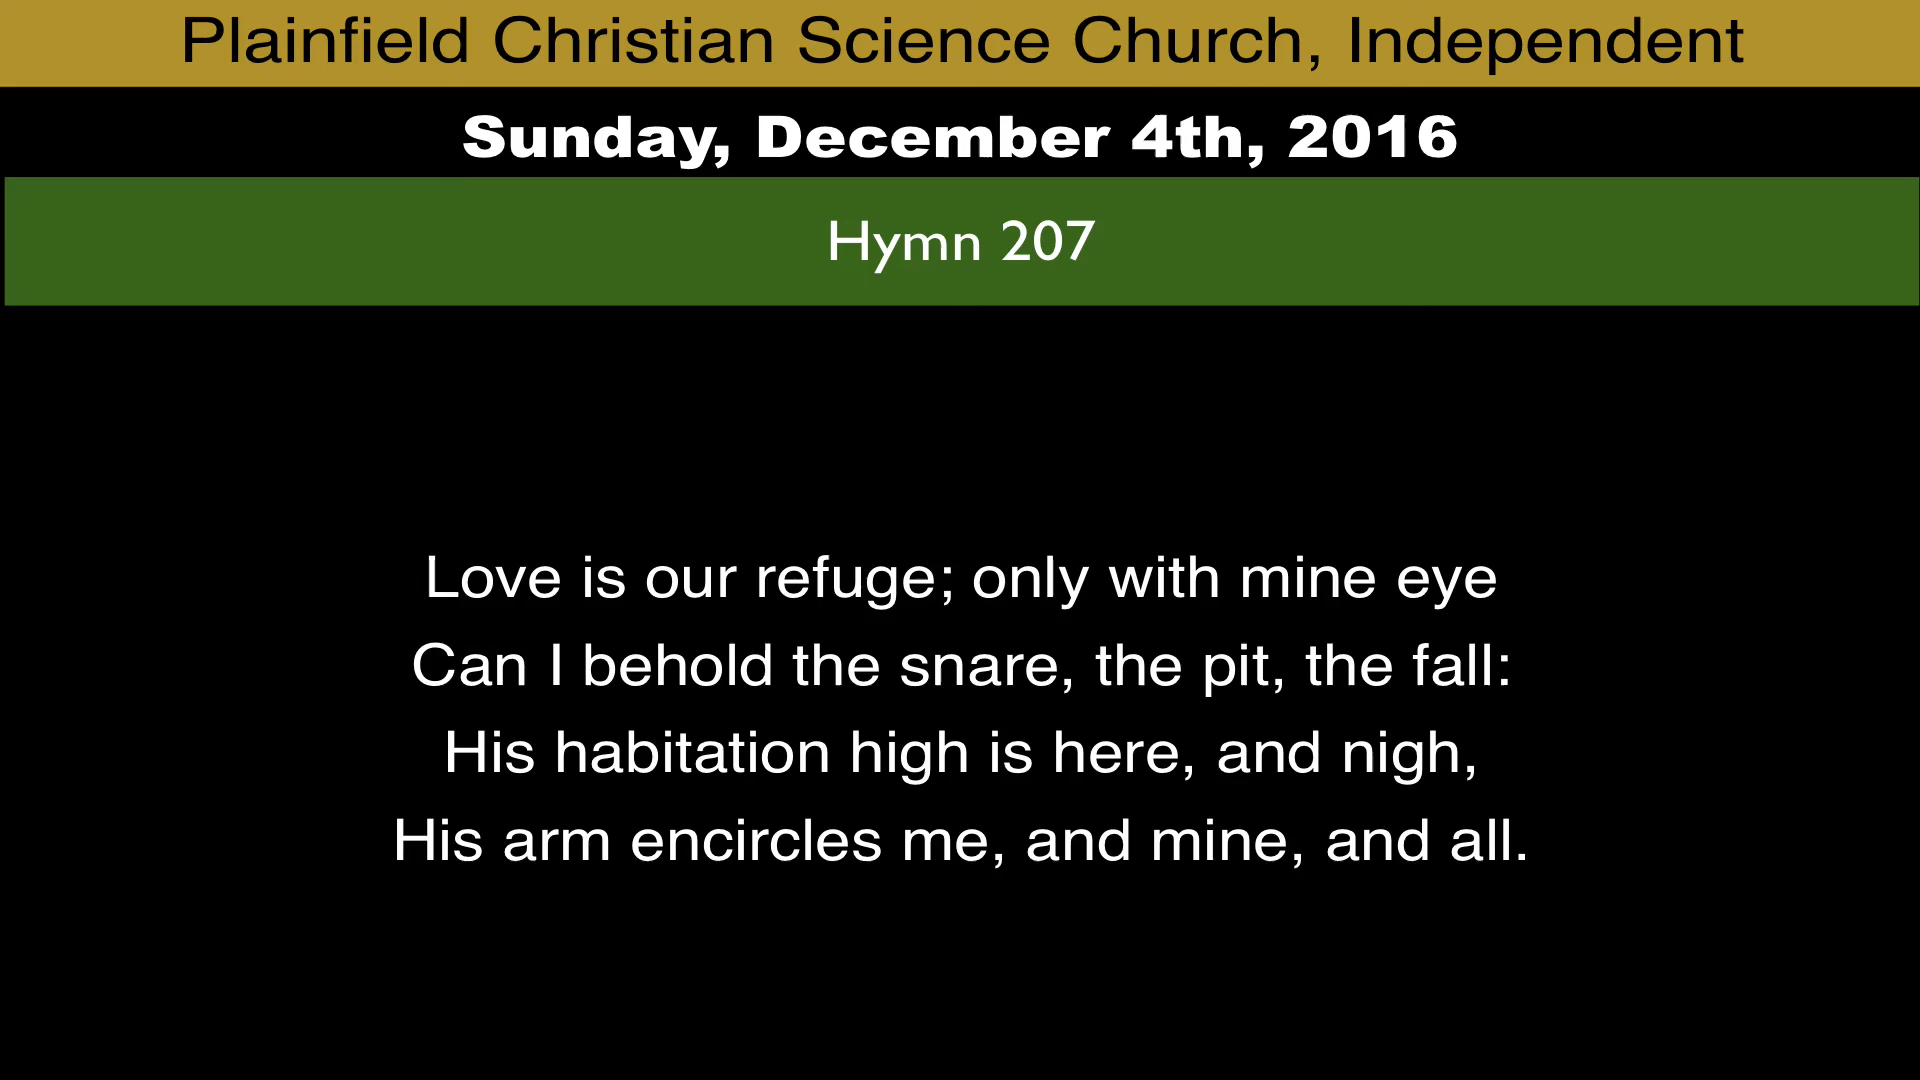 Plainfield Christian Science Church, Independent
Sunday, December 4th, 2016
Hymn 207
Love is our refuge; only with mine eye
Can I behold the snare, the pit, the fall:
His habitation high is here, and nigh,
His arm encircles me, and mine, and all.